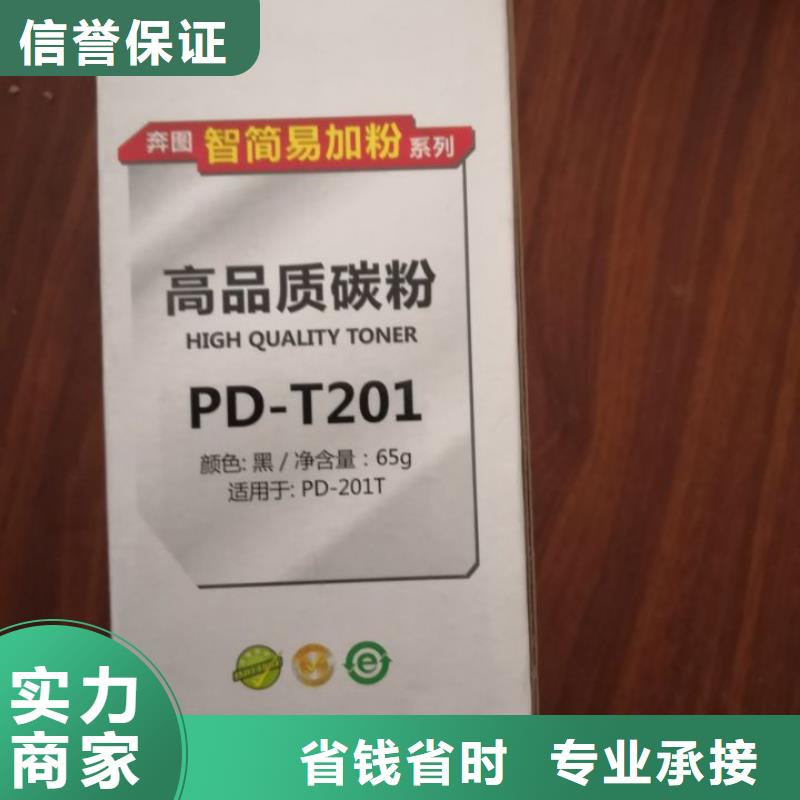 信誉保证
奔图 智简易加粉 系列
高品质碳粉
HIGH QUALITY TONER
PD-T201
颜色: 黑 / 净含量：65g
适用于: PD-201T
实力
商家
省钱省时 专业承接